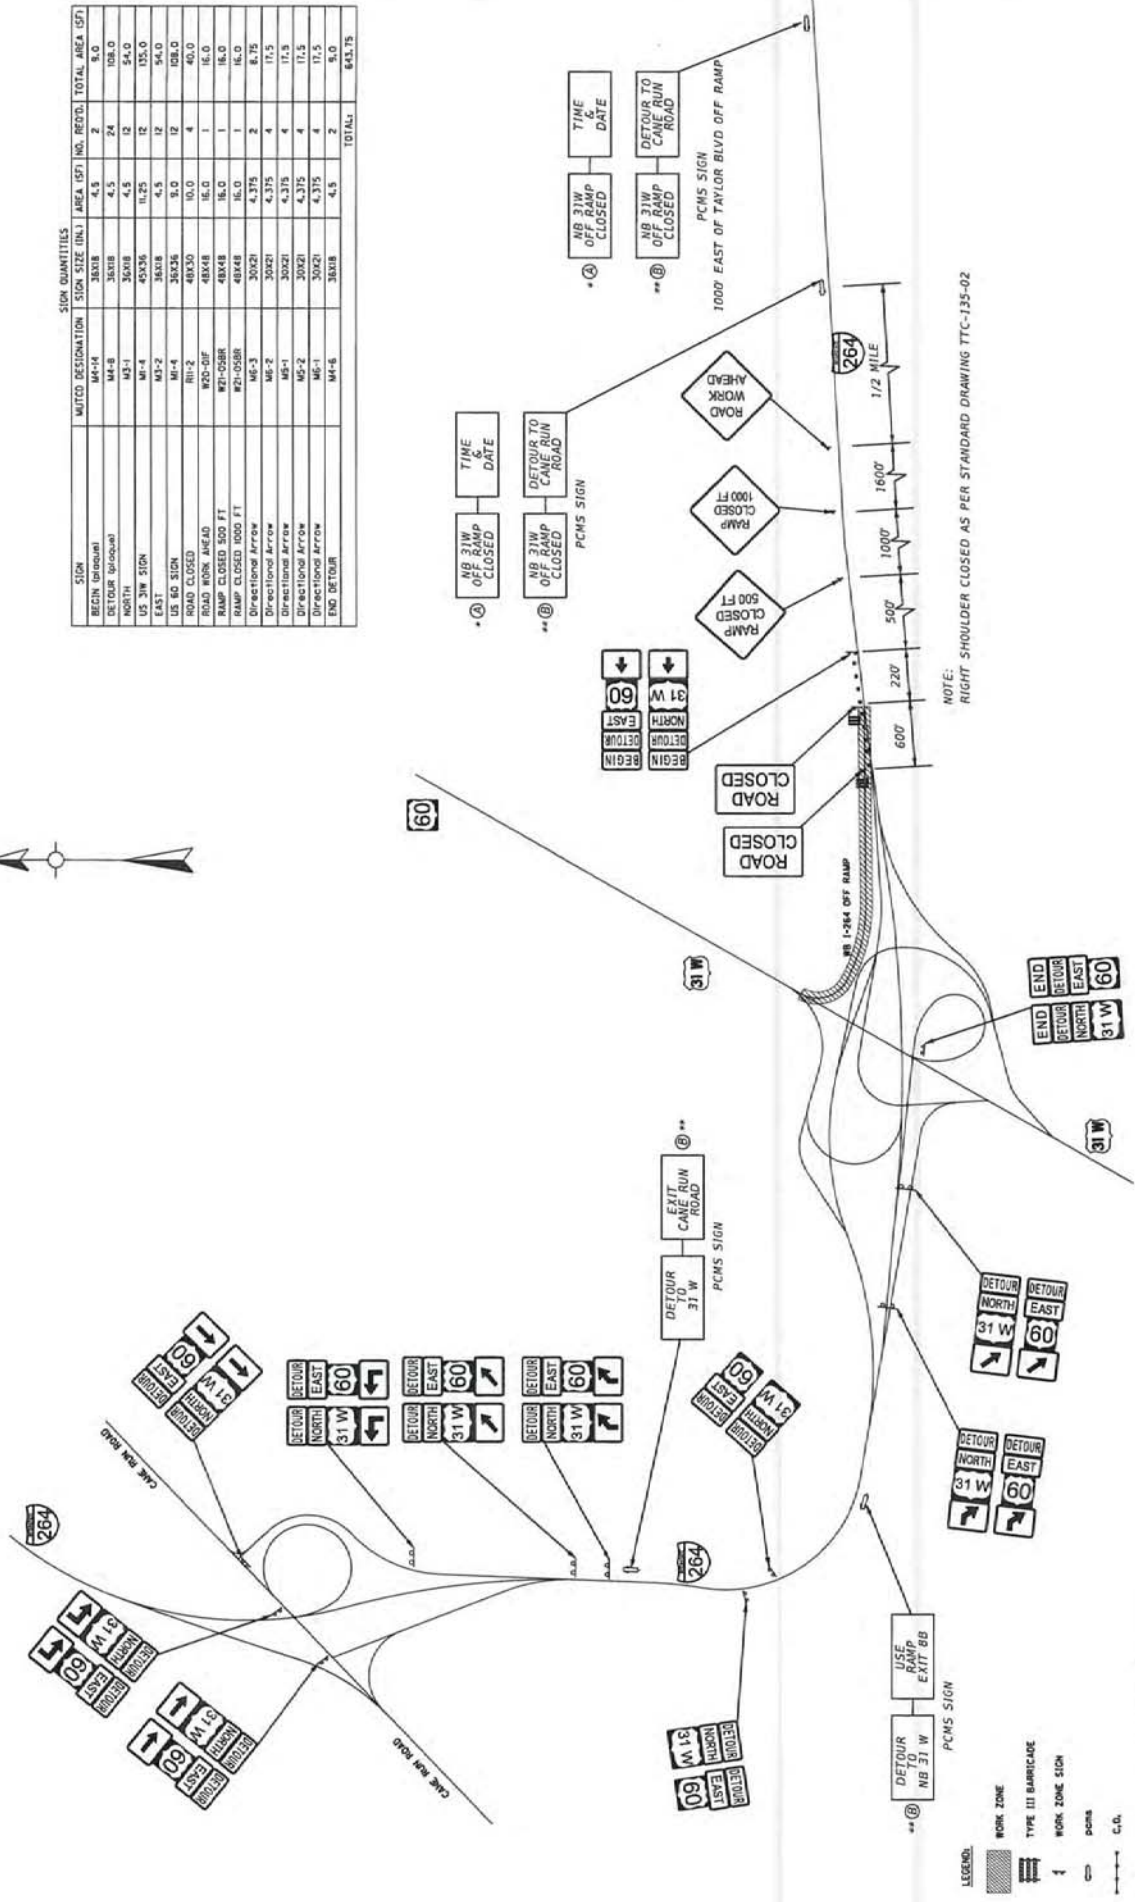 SIGN QUANTITIES
SIGN MUTCD DESIGNATION SIGN SIZE (IN.) AREA (SF) NO. REQ'D. TOTAL AREA (SF)
BEGIN (plaque) M4-14 36X18 4.5 2 9.0
DETOUR (plaque) M4-8 36X18 4.5 24 108.0
NORTH M3-1 36X18 4.5 12 54.0
US 31W SIGN M1-4 45X36 11.25 12 135.0
EAST M3-2 36X18 4.5 12 54.0
US 60 SIGN M1-4 36X36 9.0 12 108.0
ROAD CLOSED R11-2 48X30 10.0 4 40.0
ROAD WORK AHEAD W20-01F 48X48 16.0 1 16.0
RAMP CLOSED 500 FT W21-05BR 48X48 16.0 1 16.0
RAMP CLOSED 1000 FT W21-05BR 48X48 16.0 1 16.0
Directional Arrow M6-3 30X21 4.375 2 8.75
Directional Arrow M6-2 30X21 4.375 4 17.5
Directional Arrow M5-1 30X21 4.375 4 17.5
Directional Arrow M5-2 30X21 4.375 4 17.5
Directional Arrow M6-1 30X21 4.375 4 17.5
END DETOUR M4-6 36X18 4.5 2 9.0
TOTAL: 643.75
* A
NB 31W
OFF RAMP
CLOSED
TIME
&
DATE
** B
NB 31W
OFF RAMP
CLOSED
DETOUR TO
CANE RUN
ROAD
PCMS SIGN
1000' EAST OF TAYLOR BLVD OFF RAMP
* A
NB 31W
OFF RAMP
CLOSED
TIME
&
DATE
** B
NB 31W
OFF RAMP
CLOSED
DETOUR TO
CANE RUN
ROAD
PCMS SIGN
ROAD
WORK
AHEAD
RAMP
CLOSED
1000 FT
RAMP
CLOSED
500 FT
264
1/2 MILE
1600'
1000'
500'
220'
600'
NOTE:
RIGHT SHOULDER CLOSED AS PER STANDARD DRAWING TTC-135-02
BEGIN
DETOUR
EAST
60
BEGIN
DETOUR
NORTH
31 W
ROAD
CLOSED
ROAD
CLOSED
WB I-264 OFF RAMP
60
31 W
31 W
END
DETOUR
EAST
60
END
DETOUR
NORTH
31 W
DETOUR
NORTH
31 W
DETOUR
EAST
60
DETOUR
NORTH
31 W
DETOUR
EAST
60
DETOUR
TO
31 W
EXIT
CANE RUN
ROAD
B **
PCMS SIGN
DETOUR
EAST
60
DETOUR
NORTH
31 W
DETOUR
EAST
60
DETOUR
NORTH
31 W
DETOUR
EAST
60
DETOUR
NORTH
31 W
DETOUR
EAST
60
DETOUR
NORTH
31 W
DETOUR
EAST
60
DETOUR
NORTH
31 W
CANE RUN ROAD
264
264
DETOUR
NORTH
31 W
DETOUR
EAST
60
DETOUR
NORTH
31 W
DETOUR
EAST
60
CANE RUN ROAD
DETOUR
NORTH
31 W
DETOUR
EAST
60
** B
DETOUR
TO
NB 31 W
USE
RAMP
EXIT 8B
PCMS SIGN
LEGEND:
WORK ZONE
TYPE III BARRICADE
WORK ZONE SIGN
pcms
C.D.